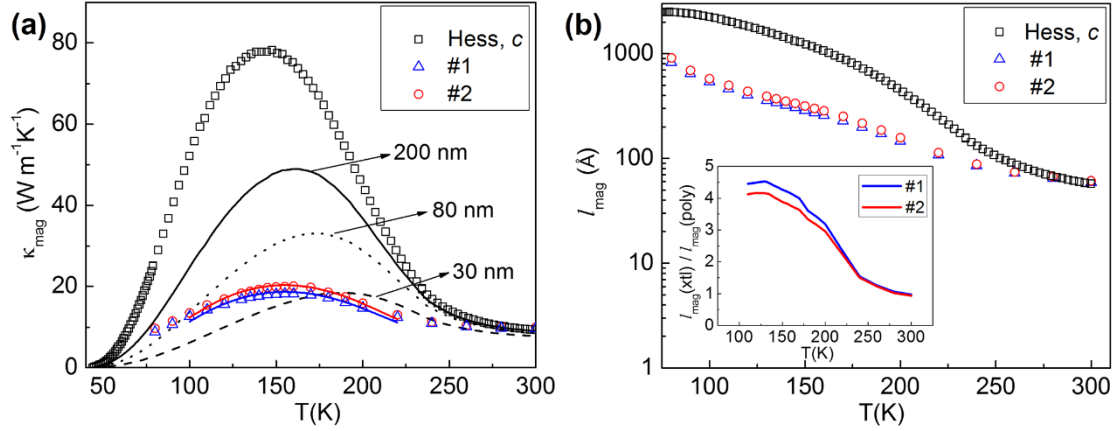 (a)
κmag (W m⁻¹K⁻¹)
80
60
40
20
0
50
100
150
200
250
300
T(K)
Hess, c
#1
#2
200 nm
80 nm
30 nm
(b)
lmag (Å)
1000
100
10
1
100
150
200
250
300
T(K)
Hess, c
#1
#2
lmag(xtl) / lmag(poly)
5
4
3
2
1
0
100
150
200
250
300
T(K)
#1
#2